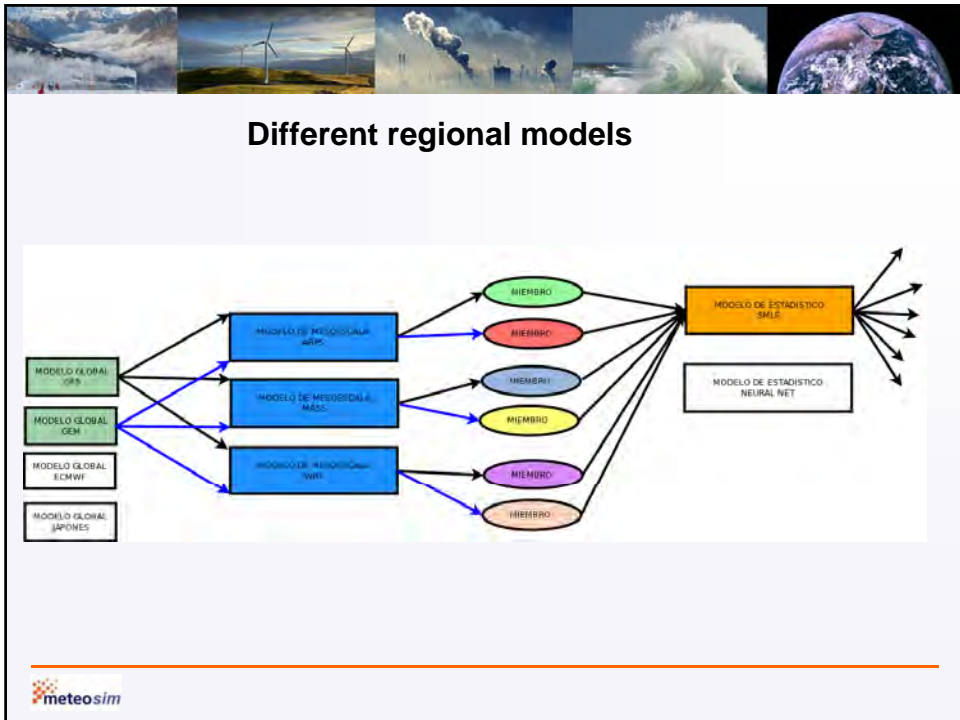 Different regional models
MODELO GLOBAL
GFS
MODELO GLOBAL
GEM
MODELO GLOBAL
ECMWF
MODELO GLOBAL
JAPONES
MODELO DE MESOESCALA
ARPS
MODELO DE MESOESCALA
MASS
MODELO DE MESOESCALA
WRF
MIEMBRO
MIEMBRO
MIEMBRO
MIEMBRO
MIEMBRO
MIEMBRO
MODELO DE ESTADISTICO
MODELO DE ESTADISTICO
NEURAL NET
meteosim